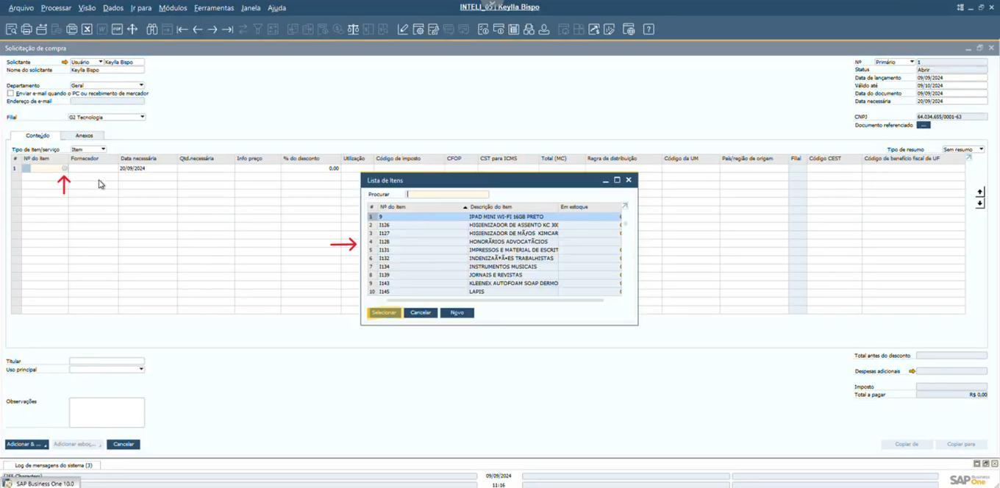 Arquivo Processar Visão Dados Ir para Módulos Ferramentas Janela Ajuda
INTELI_05 | Keylla Bispo
Solicitação de compra
Solicitante Usuário Keylla Bispo
Nome do solicitante Keylla Bispo
Departamento Geral
Enviar e-mail quando o PC ou recebimento de mercador
Endereço de e-mail
Filial G2 Tecnologia
Nº Primário 1
Status Abrir
Data de lançamento 09/09/2024
Válido até 09/10/2024
Data do documento 09/09/2024
Data necessária 20/09/2024
CNPJ 64.034.655/0001-63
Documento referenciado ...
Conteúdo Anexos
Tipo de item/serviço Item
Tipo de resumo Sem resumo
# Nº do item Fornecedor Data necessária Qtd.necessária Info preço % do desconto Utilização Código de imposto CFOP CST para ICMS Total (MC) Regra de distribuição Código da UM País/região de origem Filial Código CEST Código de benefício fiscal de UF
1 20/09/2024 0,00
Lista de Itens
Procurar
# Nº do item Descrição do item Em estoque
1 9 IPAD MINI WI-FI 16GB PRETO
2 I126 HIGIENIZADOR DE ASSENTO KC 300
3 I127 HIGIENIZADOR DE MÃƒOS KIMCAR
4 I128 HONORÃRIOS ADVOCATÃCIOS
5 I131 IMPRESSOS E MATERIAL DE ESCRIT
6 I132 INDENIZAÃ‡Ã•ES TRABALHISTAS
7 I134 INSTRUMENTOS MUSICAIS
8 I139 JORNAIS E REVISTAS
9 I143 KLEENEX AUTOFOAM SOAP DERMO
10 I145 LAPIS
Selecionar Cancelar Novo
Titular
Uso principal
Observações
Total antes do desconto
Despesas adicionais
Imposto
Total a pagar R$ 0,00
Adicionar & ... Adicionar esboç... Cancelar
Copiar de Copiar para
Log de mensagens do sistema (3)
09/09/2024
11:16
SAP Business One 10.0
SAP Business One